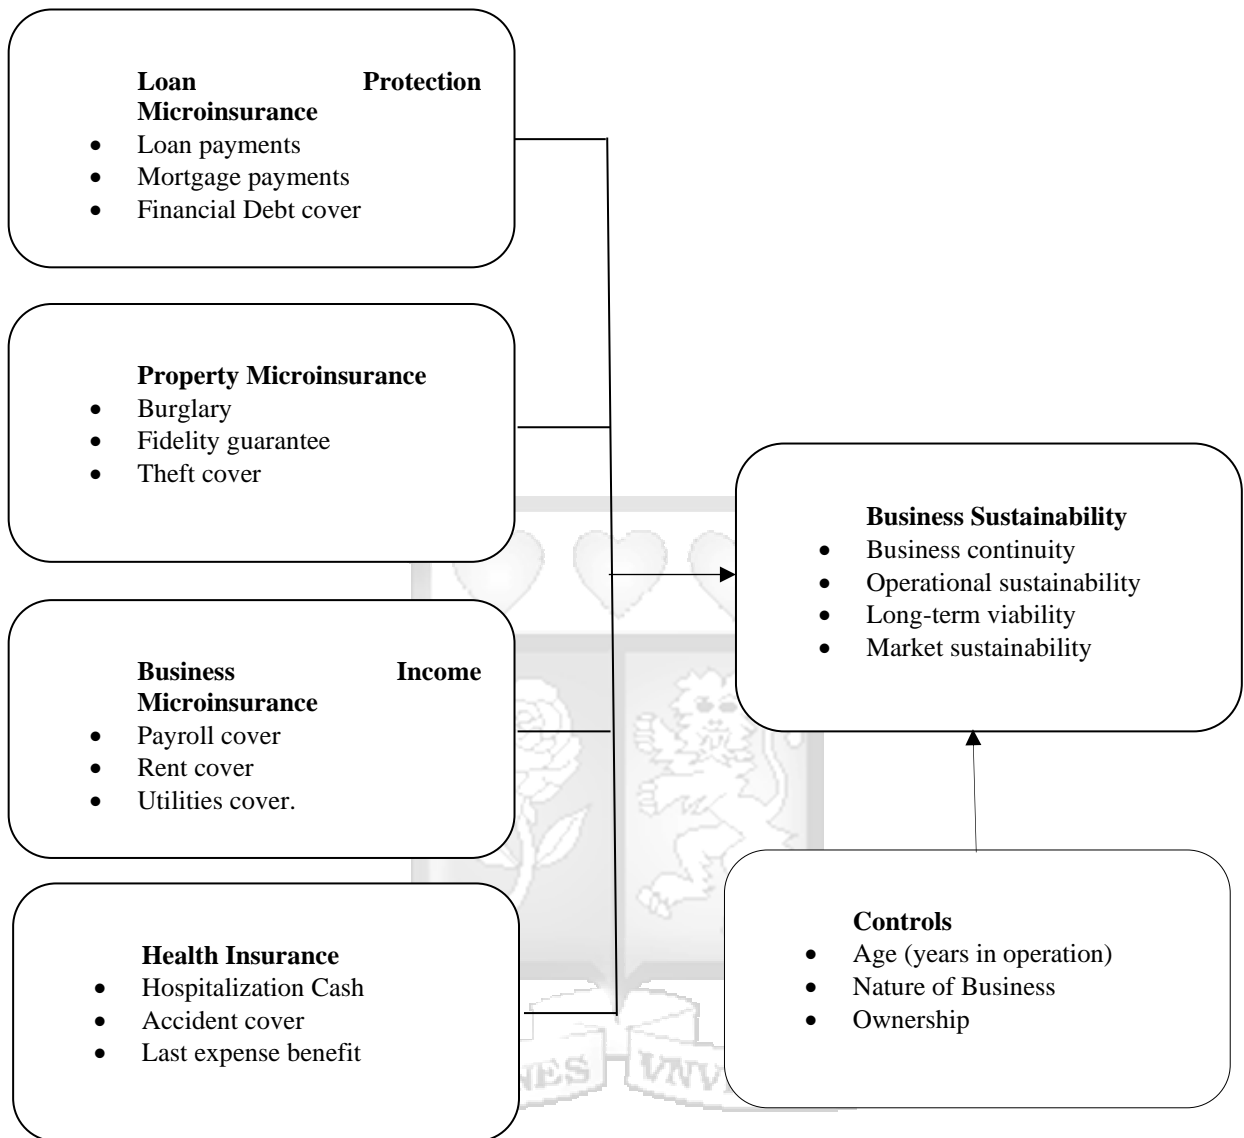 Loan Protection
Microinsurance
• Loan payments
• Mortgage payments
• Financial Debt cover
Property Microinsurance
• Burglary
• Fidelity guarantee
• Theft cover
Business Income
Microinsurance
• Payroll cover
• Rent cover
• Utilities cover.
Health Insurance
• Hospitalization Cash
• Accident cover
• Last expense benefit
Business Sustainability
• Business continuity
• Operational sustainability
• Long-term viability
• Market sustainability
Controls
• Age (years in operation)
• Nature of Business
• Ownership